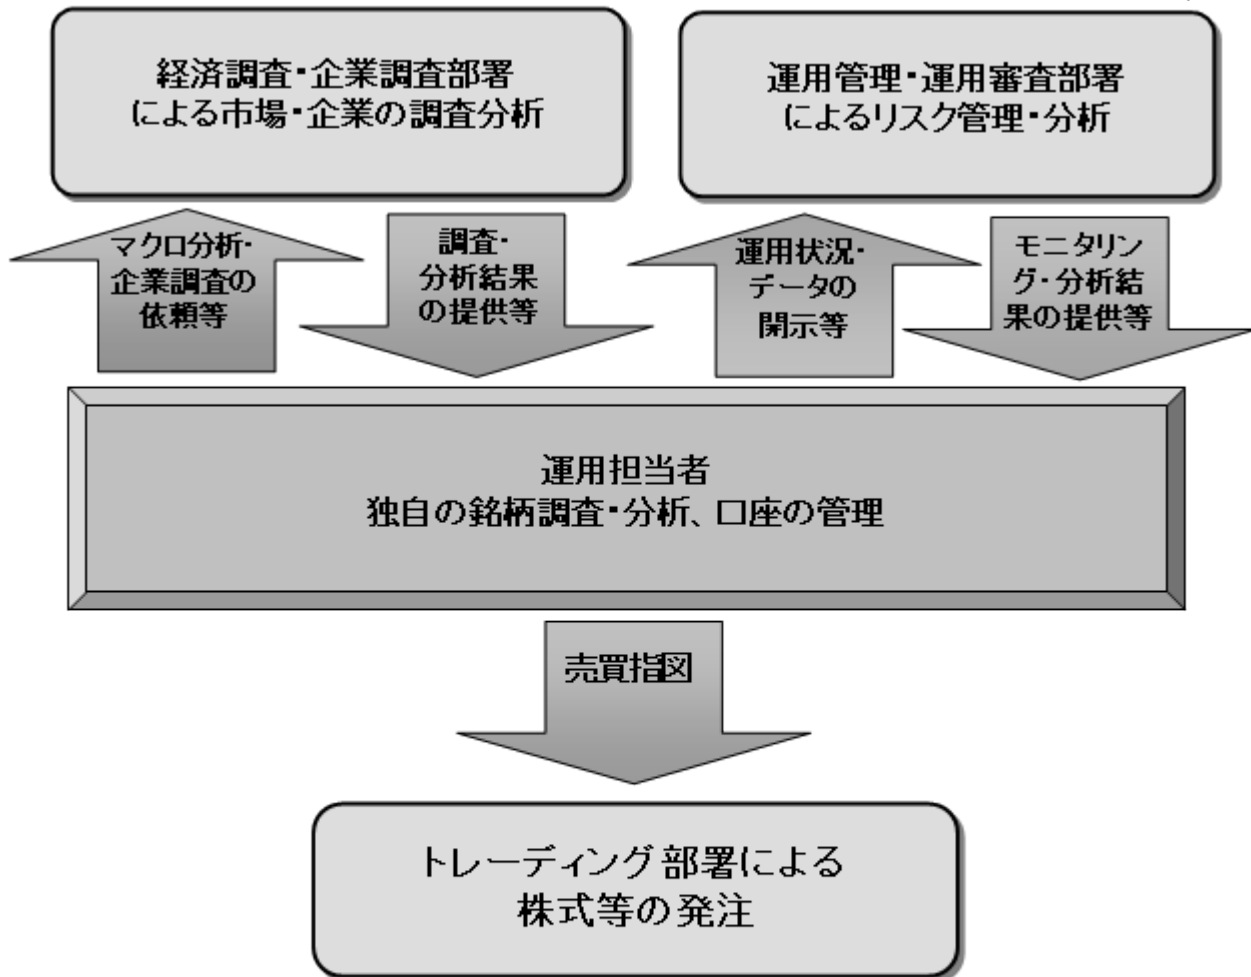 経済調査・企業調査部署
による市場・企業の調査分析
運用管理・運用審査部署
によるリスク管理・分析
マクロ分析・
企業調査の
依頼等
調査・
分析結果
の提供等
運用状況・
データの
開示等
モニタリン
グ・分析結
果の提供等
運用担当者
独自の銘柄調査・分析、口座の管理
売買指図
トレーディング部署による
株式等の発注